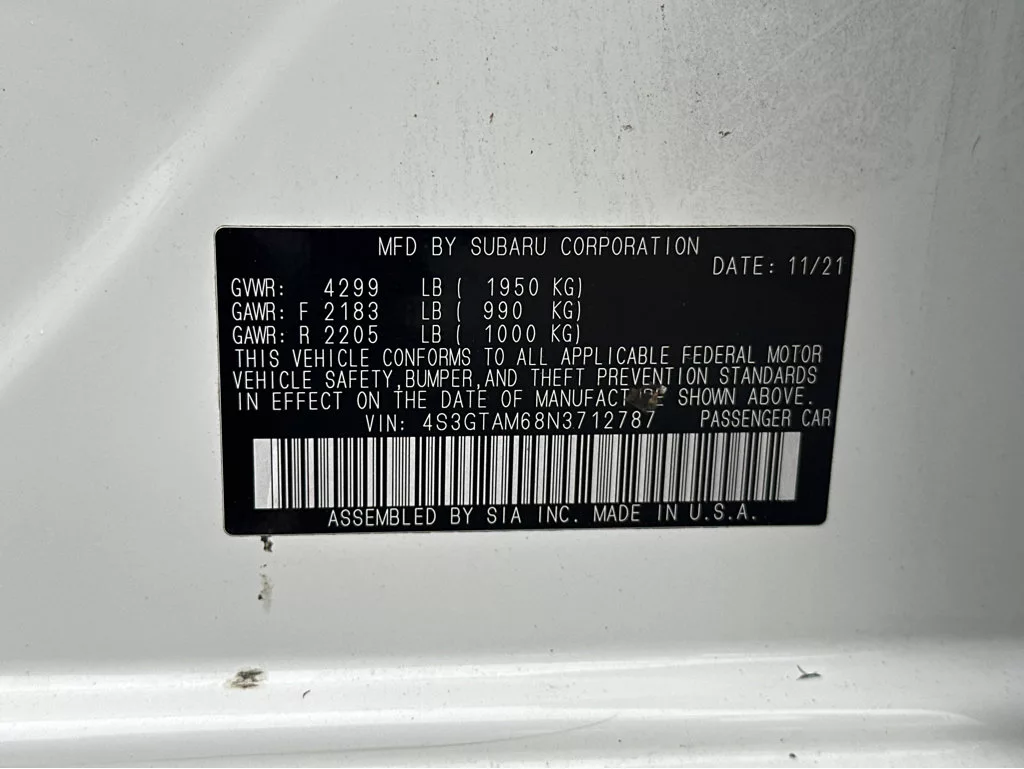 MFD BY SUBARU CORPORATION
DATE: 11/21
GVWR: 4299 LB ( 1950 KG)
GAWR: F 2183 LB ( 990 KG)
GAWR: R 2205 LB ( 1000 KG)
THIS VEHICLE CONFORMS TO ALL APPLICABLE FEDERAL MOTOR
VEHICLE SAFETY, BUMPER, AND THEFT PREVENTION STANDARDS
IN EFFECT ON THE DATE OF MANUFACTURE SHOWN ABOVE.
VIN: 4S3GTAM68N3712787 PASSENGER CAR
ASSEMBLED BY SIA INC. MADE IN U.S.A.